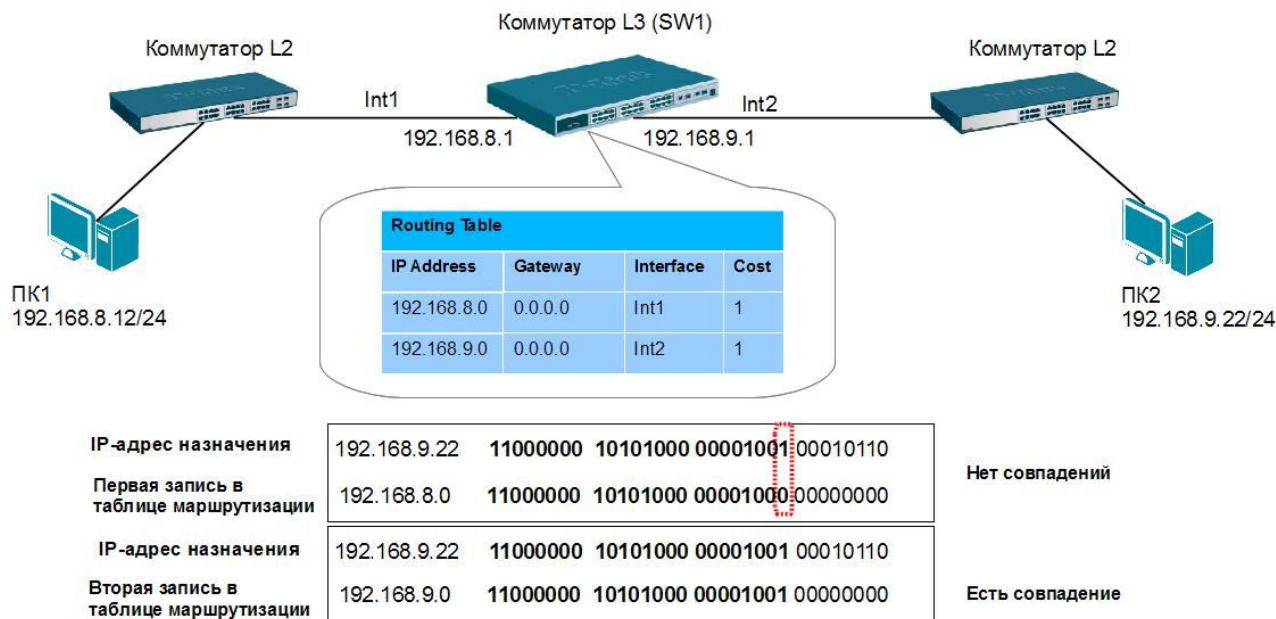 Коммутатор L3 (SW1)
Коммутатор L2
Коммутатор L2
Int1
Int2
192.168.8.1
192.168.9.1
Routing Table
IP Address Gateway Interface Cost
192.168.8.0 0.0.0.0 Int1 1
192.168.9.0 0.0.0.0 Int2 1
ПК1
192.168.8.12/24
ПК2
192.168.9.22/24
IP-адрес назначения 192.168.9.22 11000000 10101000 00001001 00010110
Нет совпадений
Первая запись в
таблице маршрутизации 192.168.8.0 11000000 10101000 00001000 00000000
IP-адрес назначения 192.168.9.22 11000000 10101000 00001001 00010110
Вторая запись в
таблице маршрутизации 192.168.9.0 11000000 10101000 00001001 00000000
Есть совпадение